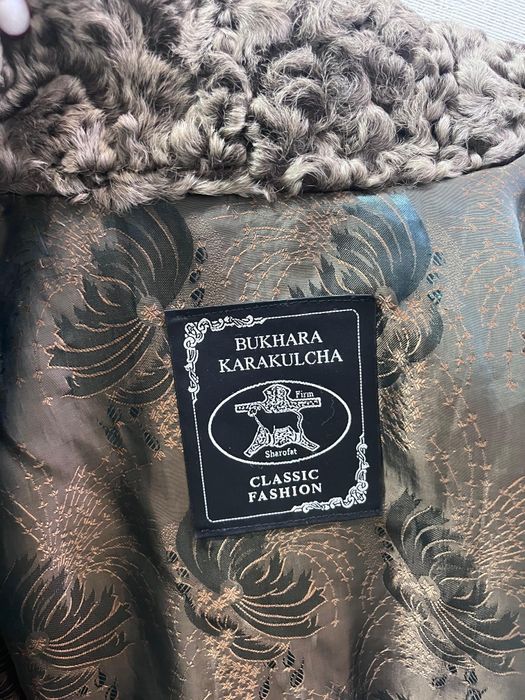 BUKHARA
KARAKULCHA
Firm
Sharofat
CLASSIC
FASHION